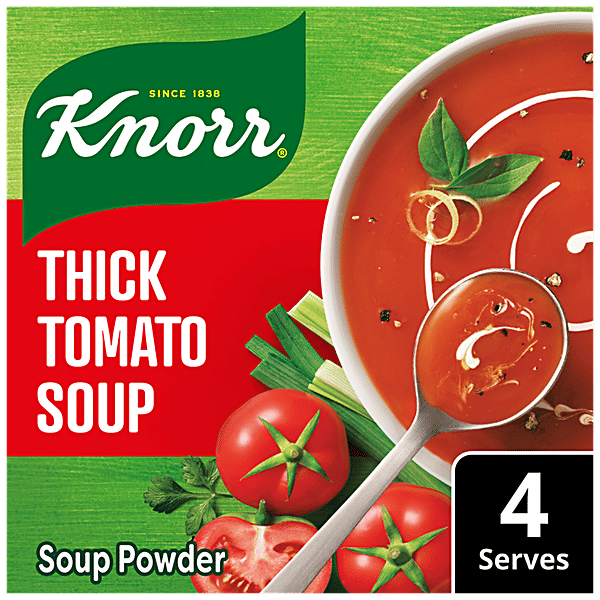 SINCE 1838
Knorr®
THICK
TOMATO
SOUP
Soup Powder
4
Serves